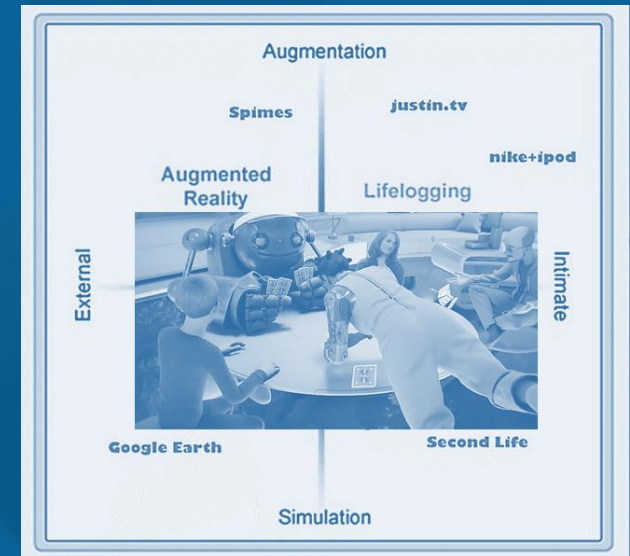 Augmentation
Spimes
justin.tv
nike+ipod
Augmented
Reality
Lifelogging
External
Intimate
Google Earth
Second Life
Simulation